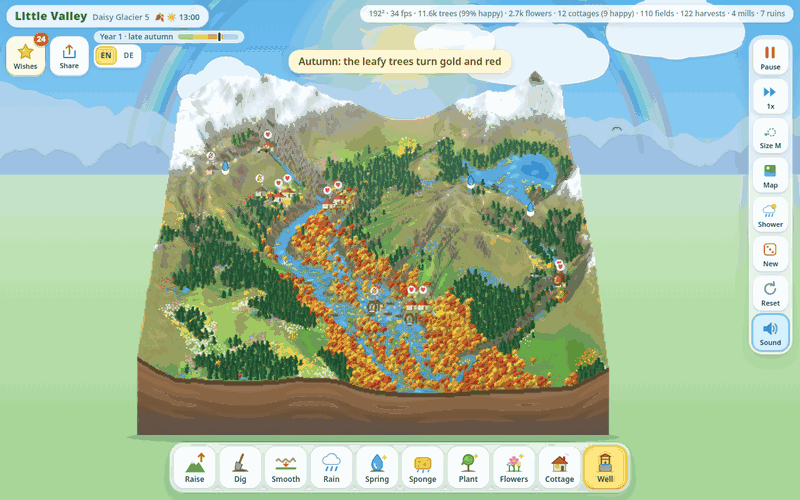 Little Valley Daisy Glacier 5 13:00
192² · 34 fps · 11.6k trees (99% happy) · 2.7k flowers · 12 cottages (9 happy) · 110 fields · 122 harvests · 4 mills · 7 ruins
24
Wishes
Share
Year 1 · late autumn
EN DE
Autumn: the leafy trees turn gold and red
Pause
1x
Size M
Map
Shower
New
Reset
Sound
Raise Dig Smooth Rain Spring Sponge Plant Flowers Cottage Well